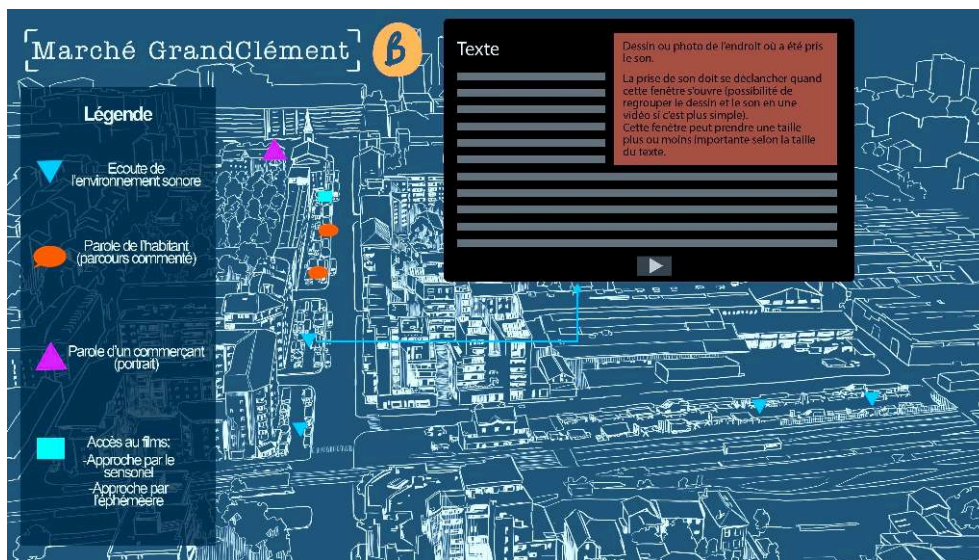 Marché GrandClément
β
Légende
Ecoute de
l'environnement sonore
Parole de l'habitant
(parcours commenté)
Parole d'un commerçant
(portrait)
Accès au films:
-Approche par le
sensoriel
-Approche par
l'éphémèère
Texte
Dessin ou photo de l'endroit où a été pris
le son.
La prise de son doit se déclancher quand
cette fenêtre s'ouvre (possibilité de
regrouper le dessin et le son en une
vidéo si c'est plus simple).
Cette fenêtre peut prendre une taille
plus ou moins importante selon la taille
du texte.